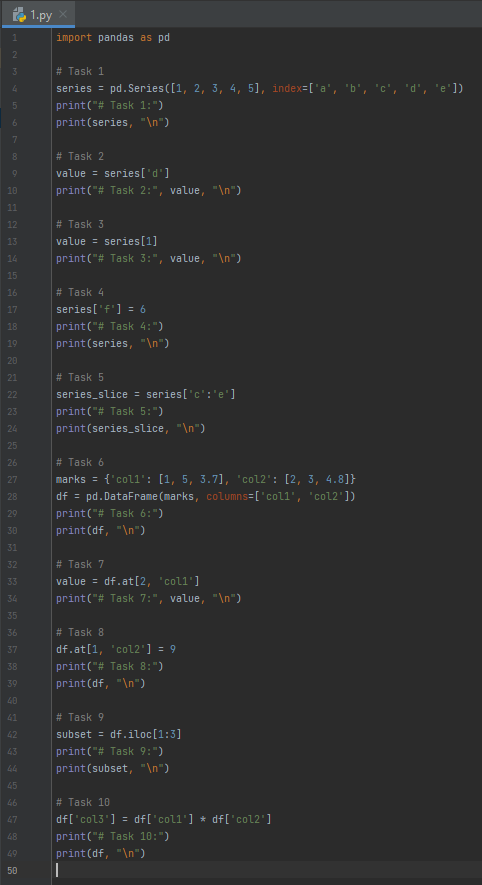 1.py
1 import pandas as pd
2
3 # Task 1
4 series = pd.Series([1, 2, 3, 4, 5], index=['a', 'b', 'c', 'd', 'e'])
5 print("# Task 1:")
6 print(series, "\n")
7
8 # Task 2
9 value = series['d']
10 print("# Task 2:", value, "\n")
11
12 # Task 3
13 value = series[1]
14 print("# Task 3:", value, "\n")
15
16 # Task 4
17 series['f'] = 6
18 print("# Task 4:")
19 print(series, "\n")
20
21 # Task 5
22 series_slice = series['c':'e']
23 print("# Task 5:")
24 print(series_slice, "\n")
25
26 # Task 6
27 marks = {'col1': [1, 5, 3.7], 'col2': [2, 3, 4.8]}
28 df = pd.DataFrame(marks, columns=['col1', 'col2'])
29 print("# Task 6:")
30 print(df, "\n")
31
32 # Task 7
33 value = df.at[2, 'col1']
34 print("# Task 7:", value, "\n")
35
36 # Task 8
37 df.at[1, 'col2'] = 9
38 print("# Task 8:")
39 print(df, "\n")
40
41 # Task 9
42 subset = df.iloc[1:3]
43 print("# Task 9:")
44 print(subset, "\n")
45
46 # Task 10
47 df['col3'] = df['col1'] * df['col2']
48 print("# Task 10:")
49 print(df, "\n")
50